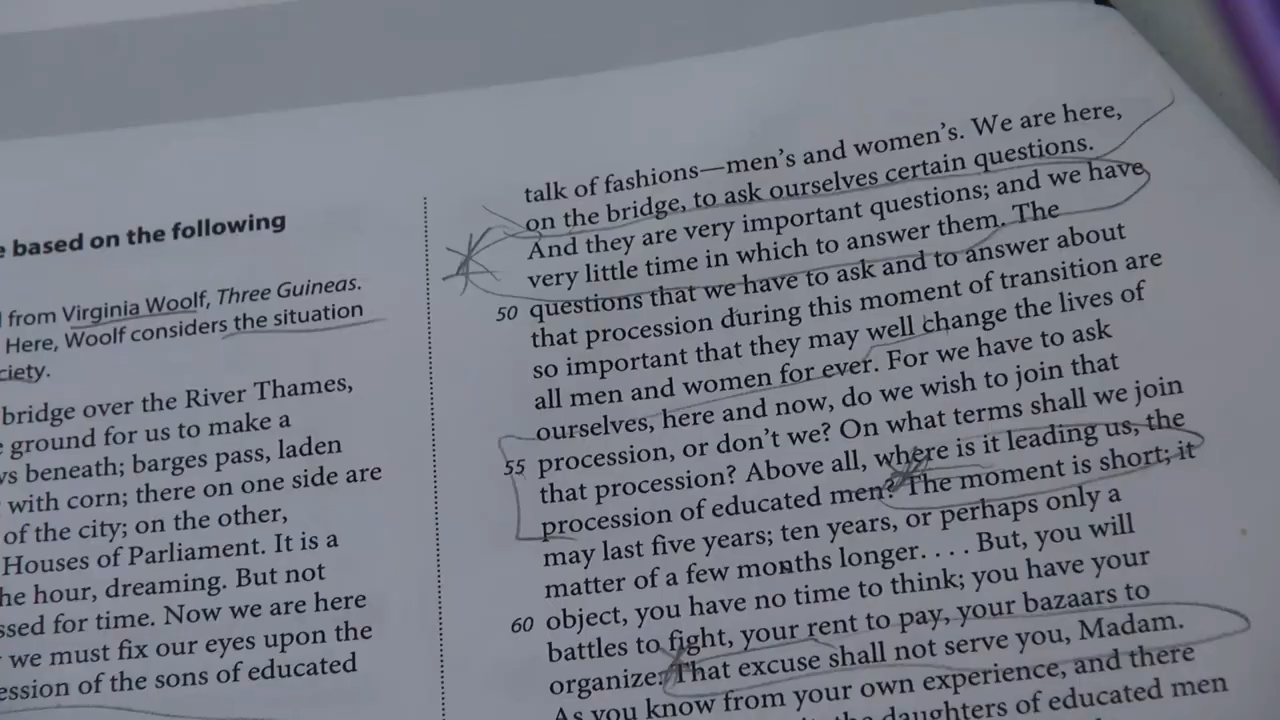 based on the following
from Virginia Woolf, Three Guineas.
Here, Woolf considers the situation
bridge over the River Thames,
ground for us to make a
beneath; barges pass, laden
with corn; there on one side are
of the city; on the other,
Houses of Parliament. It is a
hour, dreaming. But not
for time. Now we are here
we must fix our eyes upon the
of the sons of educated
talk of fashions—men's and women's. We are here,
on the bridge, to ask ourselves certain questions.
And they are very important questions; and we have
very little time in which to answer them. The
50 questions that we have to ask and to answer about
that procession during this moment of transition are
so important that they may well change the lives of
all men and women for ever. For we have to ask
ourselves, here and now, do we wish to join that
55 procession, or don't we? On what terms shall we join
that procession? Above all, where is it leading us, the
procession of educated men? The moment is short; it
may last five years; ten years, or perhaps only a
matter of a few months longer. . . . But, you will
60 object, you have no time to think; you have your
battles to fight, your rent to pay, your bazaars to
organize. That excuse shall not serve you, Madam.
As you know from your own experience, and there
daughters of educated men